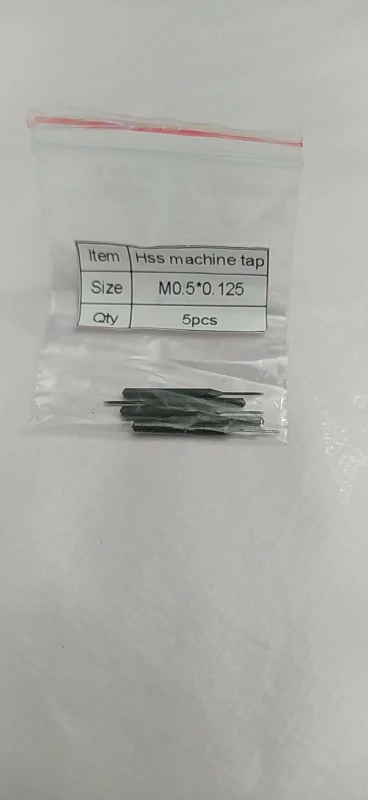 Item Hss machine tap
Size M0.5*0.125
Qty 5pcs